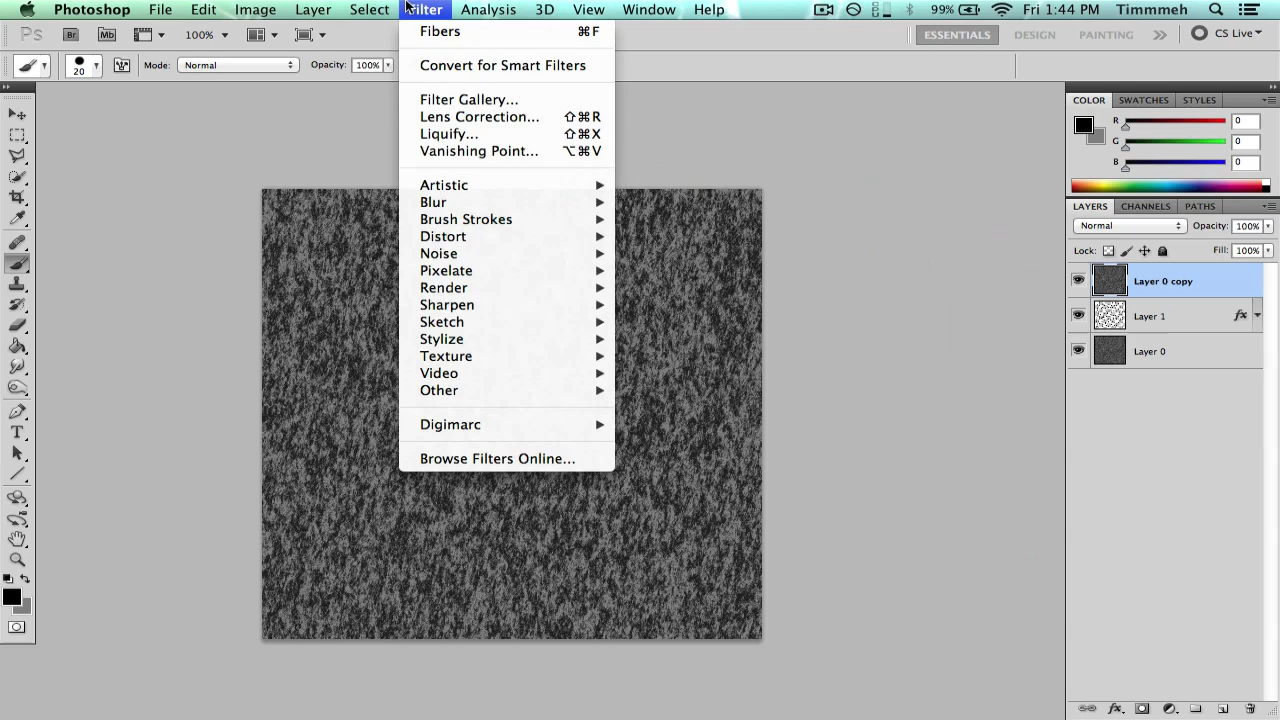 Photoshop File Edit Image Layer Select Filter Analysis 3D View Window Help 99% Fri 1:44 PM Timmmeh
Ps Br Mb 100% ESSENTIALS DESIGN PAINTING CS Live
20 Mode: Normal Opacity: 100%
Fibers ⌘F
Convert for Smart Filters
Filter Gallery...
Lens Correction... ⇧⌘R
Liquify... ⇧⌘X
Vanishing Point... ⌥⌘V
Artistic
Blur
Brush Strokes
Distort
Noise
Pixelate
Render
Sharpen
Sketch
Stylize
Texture
Video
Other
Digimarc
Browse Filters Online...
COLOR SWATCHES STYLES
R 0
G 0
B 0
LAYERS CHANNELS PATHS
Normal Opacity: 100%
Lock: Fill: 100%
Layer 0 copy
Layer 1 fx
Layer 0
T
fx